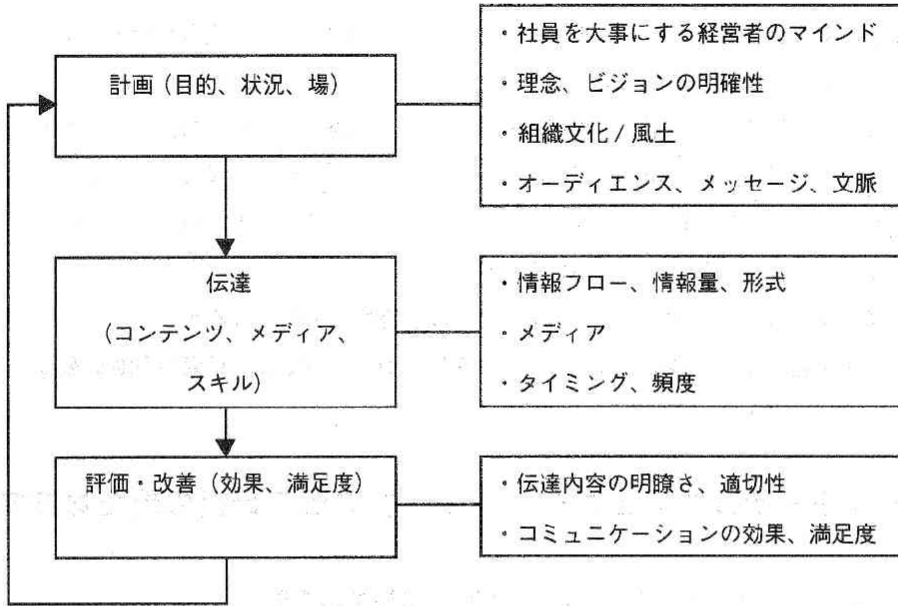 計画（目的、状況、場）
・社員を大事にする経営者のマインド
・理念、ビジョンの明確性
・組織文化 / 風土
・オーディエンス、メッセージ、文脈
伝達
（コンテンツ、メディア、
スキル）
・情報フロー、情報量、形式
・メディア
・タイミング、頻度
評価・改善（効果、満足度）
・伝達内容の明瞭さ、適切性
・コミュニケーションの効果、満足度